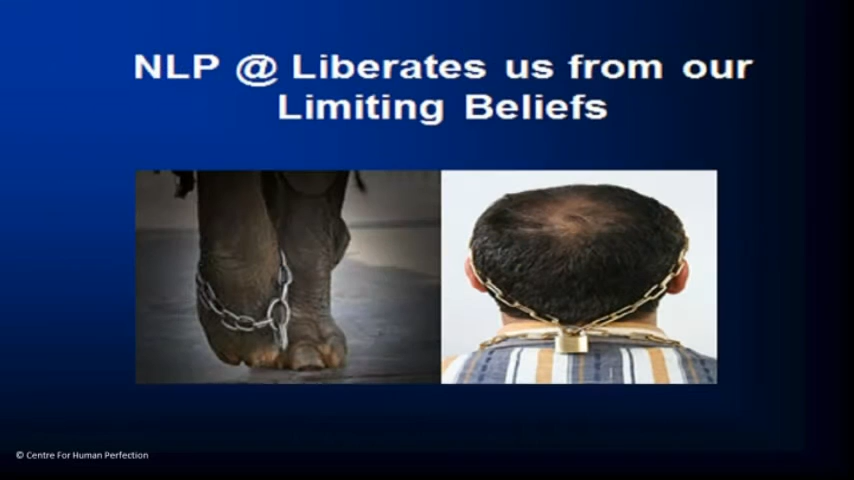 NLP @ Liberates us from our
Limiting Beliefs
© Centre For Human Perfection